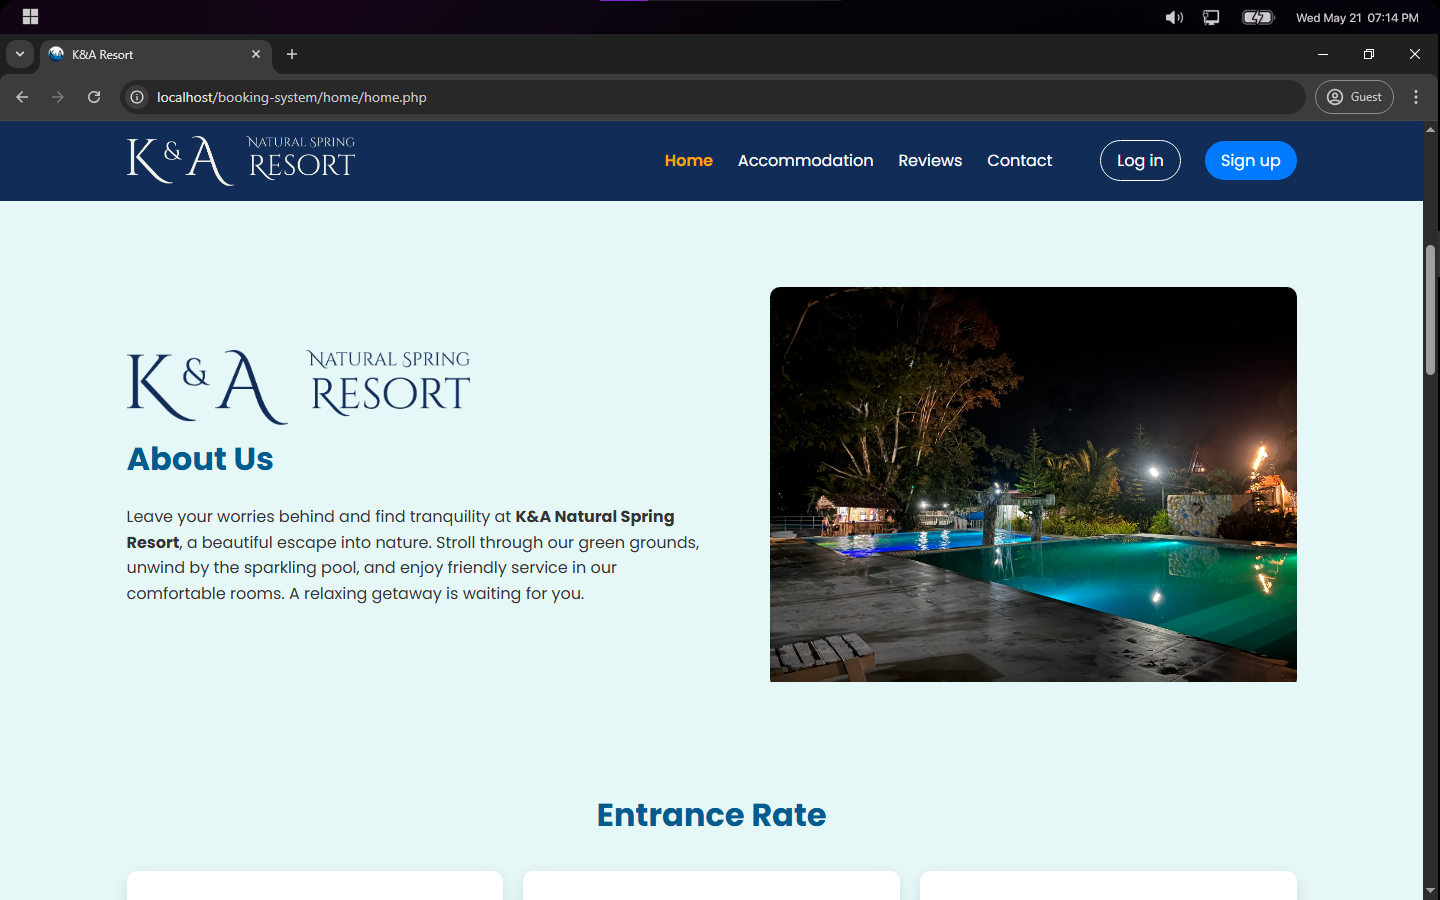 Wed May 21 07:14 PM
K&A Resort
localhost/booking-system/home/home.php
Guest
K & A NATURAL SPRING RESORT
Home
Accommodation
Reviews
Contact
Log in
Sign up
K & A NATURAL SPRING RESORT
About Us
Leave your worries behind and find tranquility at K&A Natural Spring
Resort, a beautiful escape into nature. Stroll through our green grounds,
unwind by the sparkling pool, and enjoy friendly service in our
comfortable rooms. A relaxing getaway is waiting for you.
Entrance Rate